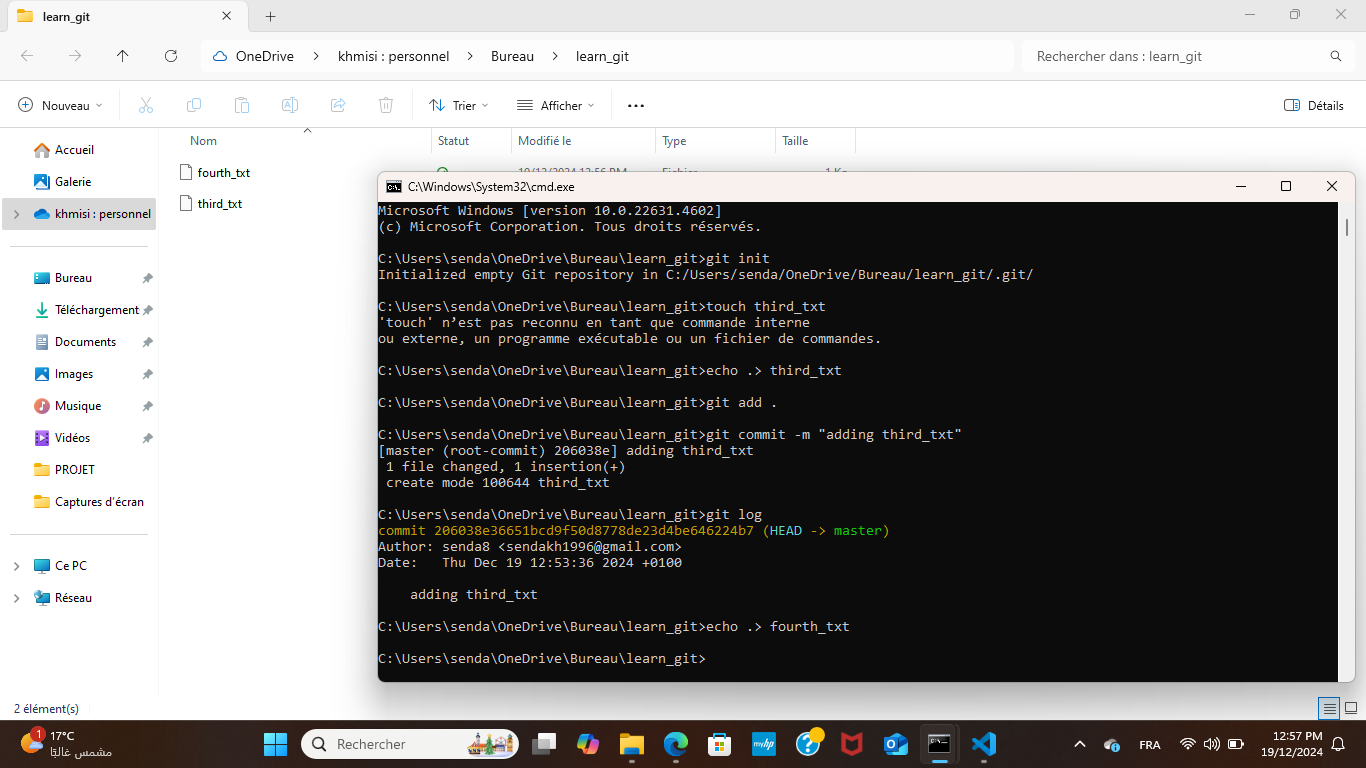 learn_git
OneDrive > khmisi : personnel > Bureau > learn_git
Rechercher dans : learn_git
Nouveau
Trier
Afficher
Détails
Nom
Statut
Modifié le
Type
Taille
Accueil
Galerie
khmisi : personnel
Bureau
Téléchargement
Documents
Images
Musique
Vidéos
PROJET
Captures d’écran
Ce PC
Réseau
fourth_txt
19/12/2024 12:56 PM
Fichier
1 Ko
third_txt
C:\Windows\System32\cmd.exe
Microsoft Windows [version 10.0.22631.4602]
(c) Microsoft Corporation. Tous droits réservés.
C:\Users\senda\OneDrive\Bureau\learn_git>git init
Initialized empty Git repository in C:/Users/senda/OneDrive/Bureau/learn_git/.git/
C:\Users\senda\OneDrive\Bureau\learn_git>touch third_txt
'touch' n’est pas reconnu en tant que commande interne
ou externe, un programme exécutable ou un fichier de commandes.
C:\Users\senda\OneDrive\Bureau\learn_git>echo .> third_txt
C:\Users\senda\OneDrive\Bureau\learn_git>git add .
C:\Users\senda\OneDrive\Bureau\learn_git>git commit -m "adding third_txt"
[master (root-commit) 206038e] adding third_txt
1 file changed, 1 insertion(+)
create mode 100644 third_txt
C:\Users\senda\OneDrive\Bureau\learn_git>git log
commit 206038e36651bcd9f50d8778de23d4be646224b7 (HEAD -> master)
Author: senda8 <sendakh1996@gmail.com>
Date:   Thu Dec 19 12:53:36 2024 +0100
adding third_txt
C:\Users\senda\OneDrive\Bureau\learn_git>echo .> fourth_txt
C:\Users\senda\OneDrive\Bureau\learn_git>
2 élément(s)
1
17°C
مشمس غالبًا
Rechercher
myhp
FRA
12:57 PM
19/12/2024